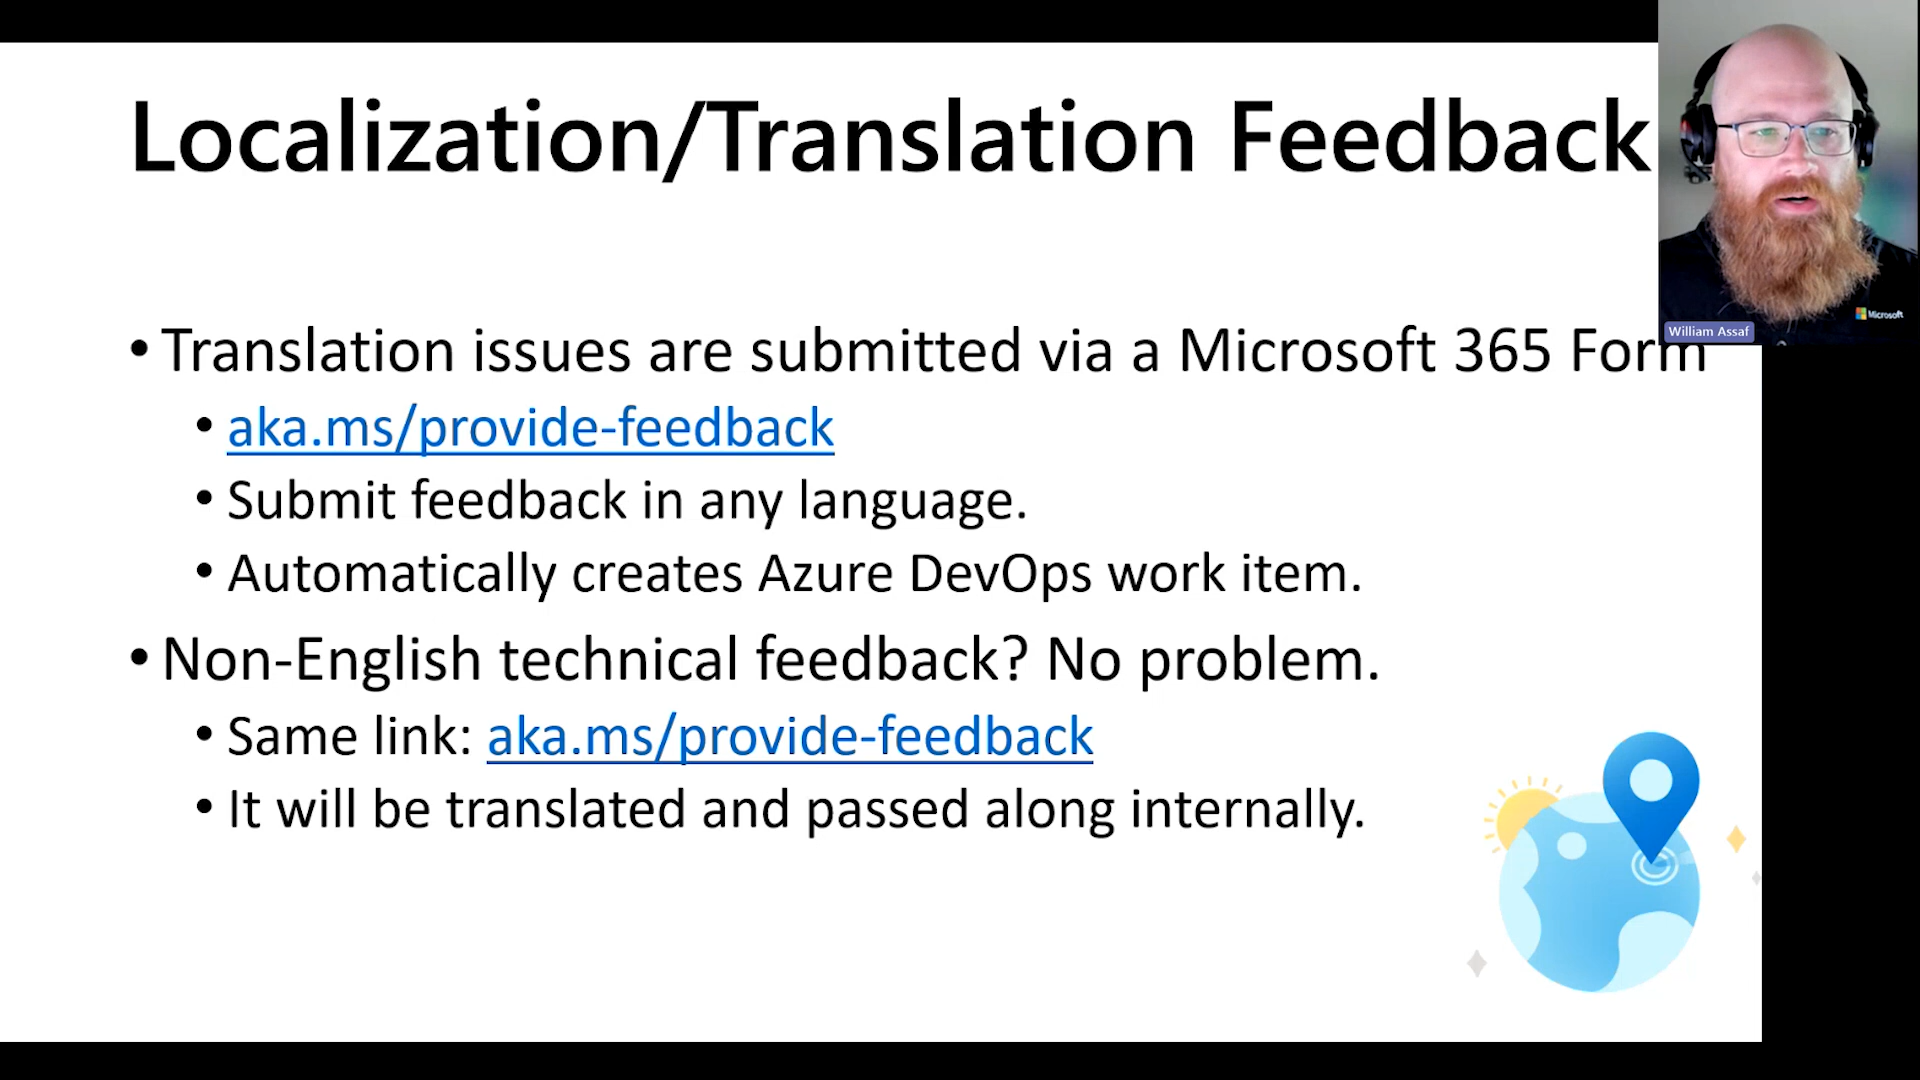 Localization/Translation Feedback
• Translation issues are submitted via a Microsoft 365 Form
• aka.ms/provide-feedback
• Submit feedback in any language.
• Automatically creates Azure DevOps work item.
• Non-English technical feedback? No problem.
• Same link: aka.ms/provide-feedback
• It will be translated and passed along internally.
Microsoft
William Assaf